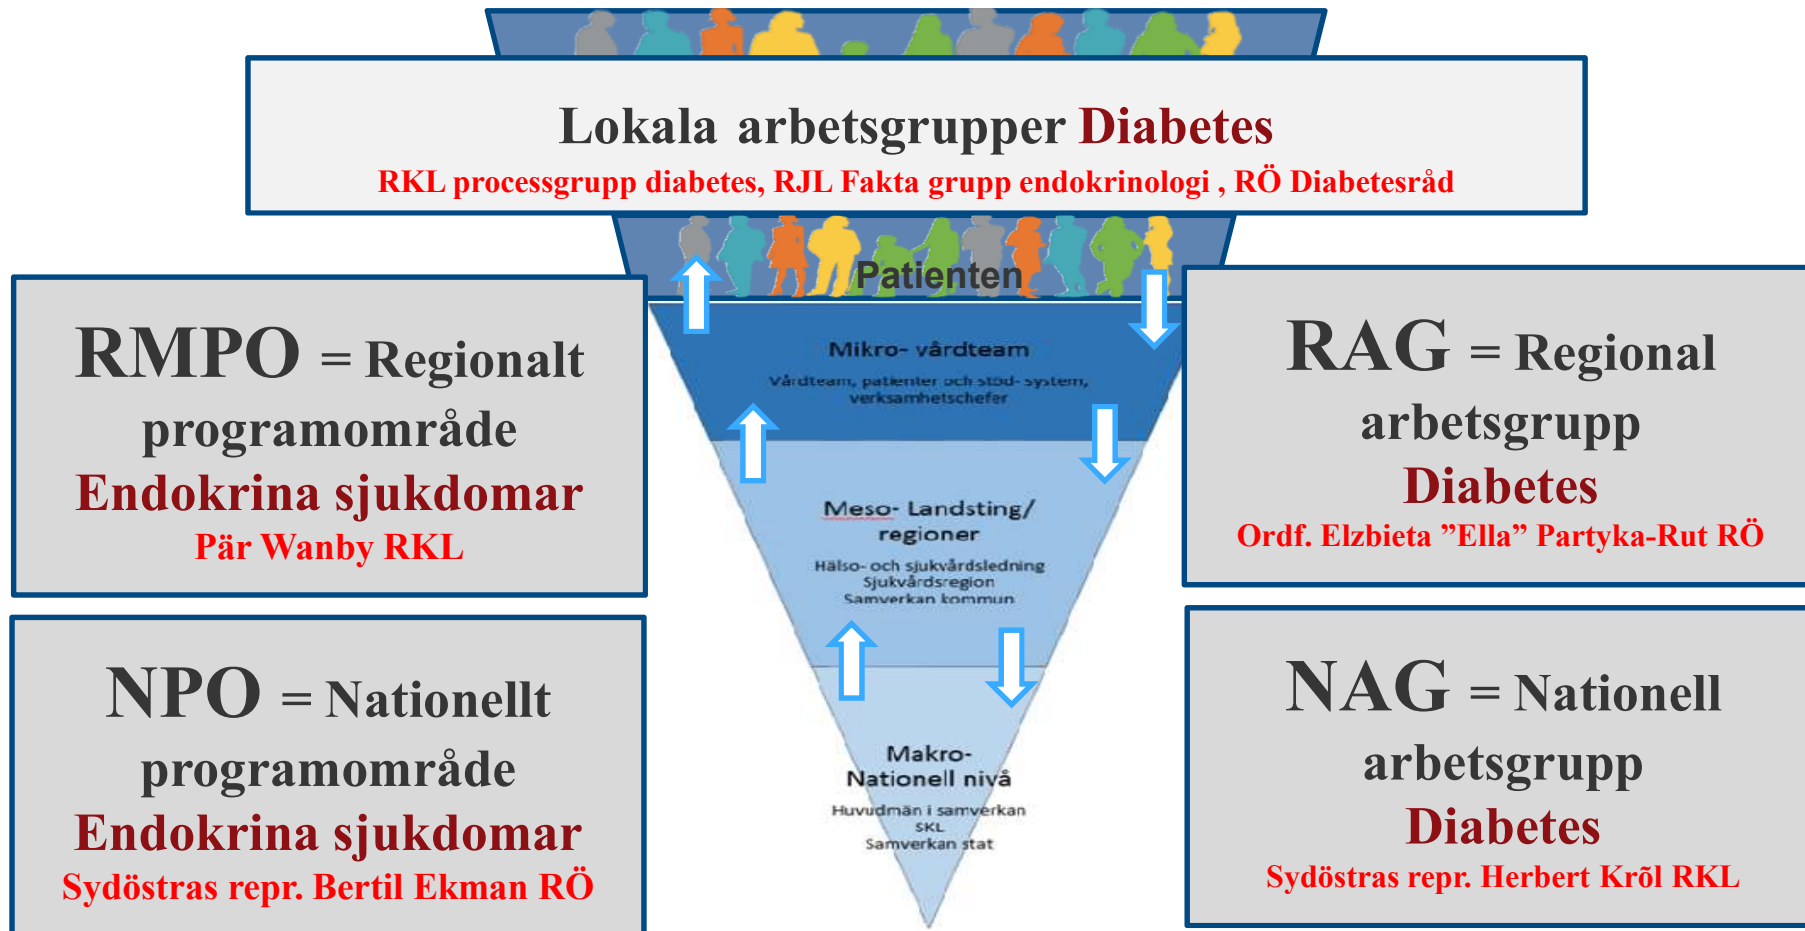 Lokala arbetsgrupper Diabetes
RKL processgrupp diabetes, RJL Fakta grupp endokrinologi , RÖ Diabetesråd
Patienten
RMPO = Regionalt
programområde
Endokrina sjukdomar
Pär Wanby RKL
Mikro- vårdteam
Vårdteam, patienter och stöd- system,
verksamhetschefer
RAG = Regional
arbetsgrupp
Diabetes
Ordf. Elzbieta ”Ella” Partyka-Rut RÖ
Meso- Landsting/
regioner
Hälso- och sjukvårdsledning
Sjukvårdsregion
Samverkan kommun
NPO = Nationellt
programområde
Endokrina sjukdomar
Sydöstras repr. Bertil Ekman RÖ
Makro-
Nationell nivå
Huvudmän i samverkan
SKL
Samverkan stat
NAG = Nationell
arbetsgrupp
Diabetes
Sydöstras repr. Herbert Krõl RKL